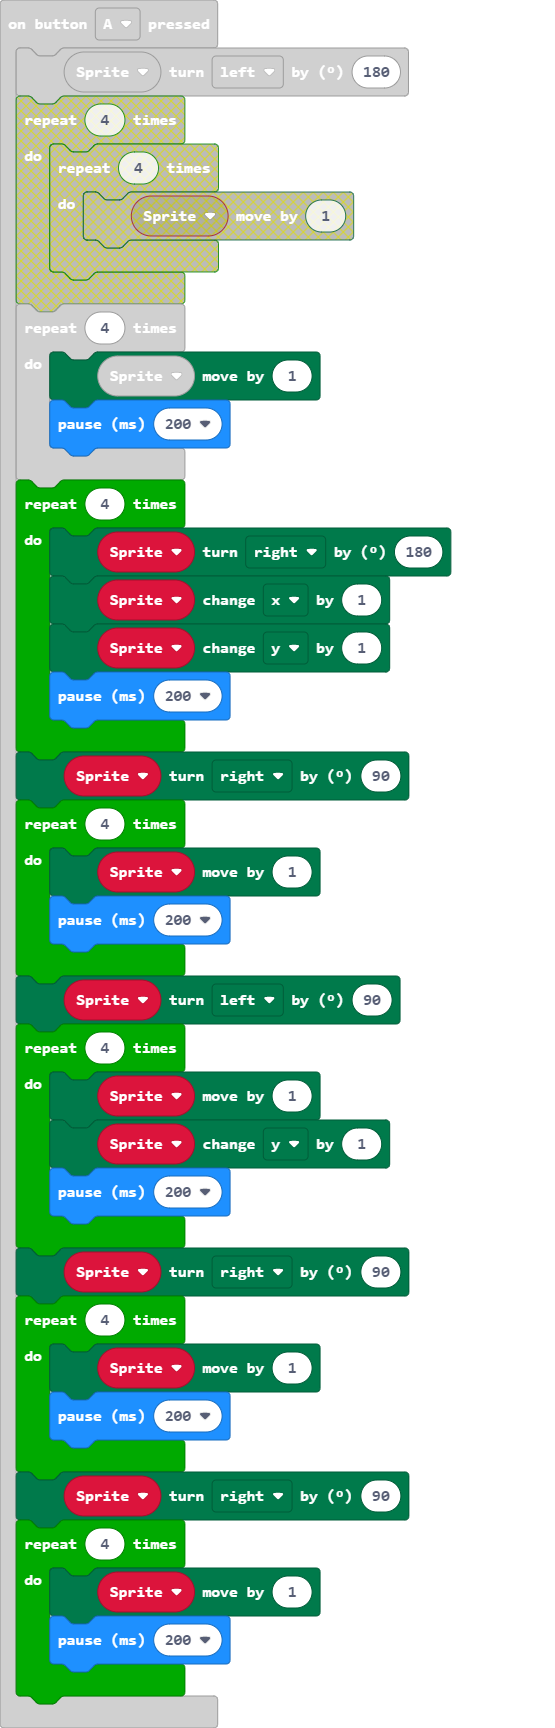 on button A pressed
Sprite turn left by (º) 180
repeat 4 times
do
repeat 4 times
do
Sprite move by 1
repeat 4 times
do
Sprite move by 1
pause (ms) 200
repeat 4 times
do
Sprite turn right by (º) 180
Sprite change x by 1
Sprite change y by 1
pause (ms) 200
Sprite turn right by (º) 90
repeat 4 times
do
Sprite move by 1
pause (ms) 200
Sprite turn left by (º) 90
repeat 4 times
do
Sprite move by 1
Sprite change y by 1
pause (ms) 200
Sprite turn right by (º) 90
repeat 4 times
do
Sprite move by 1
pause (ms) 200
Sprite turn right by (º) 90
repeat 4 times
do
Sprite move by 1
pause (ms) 200